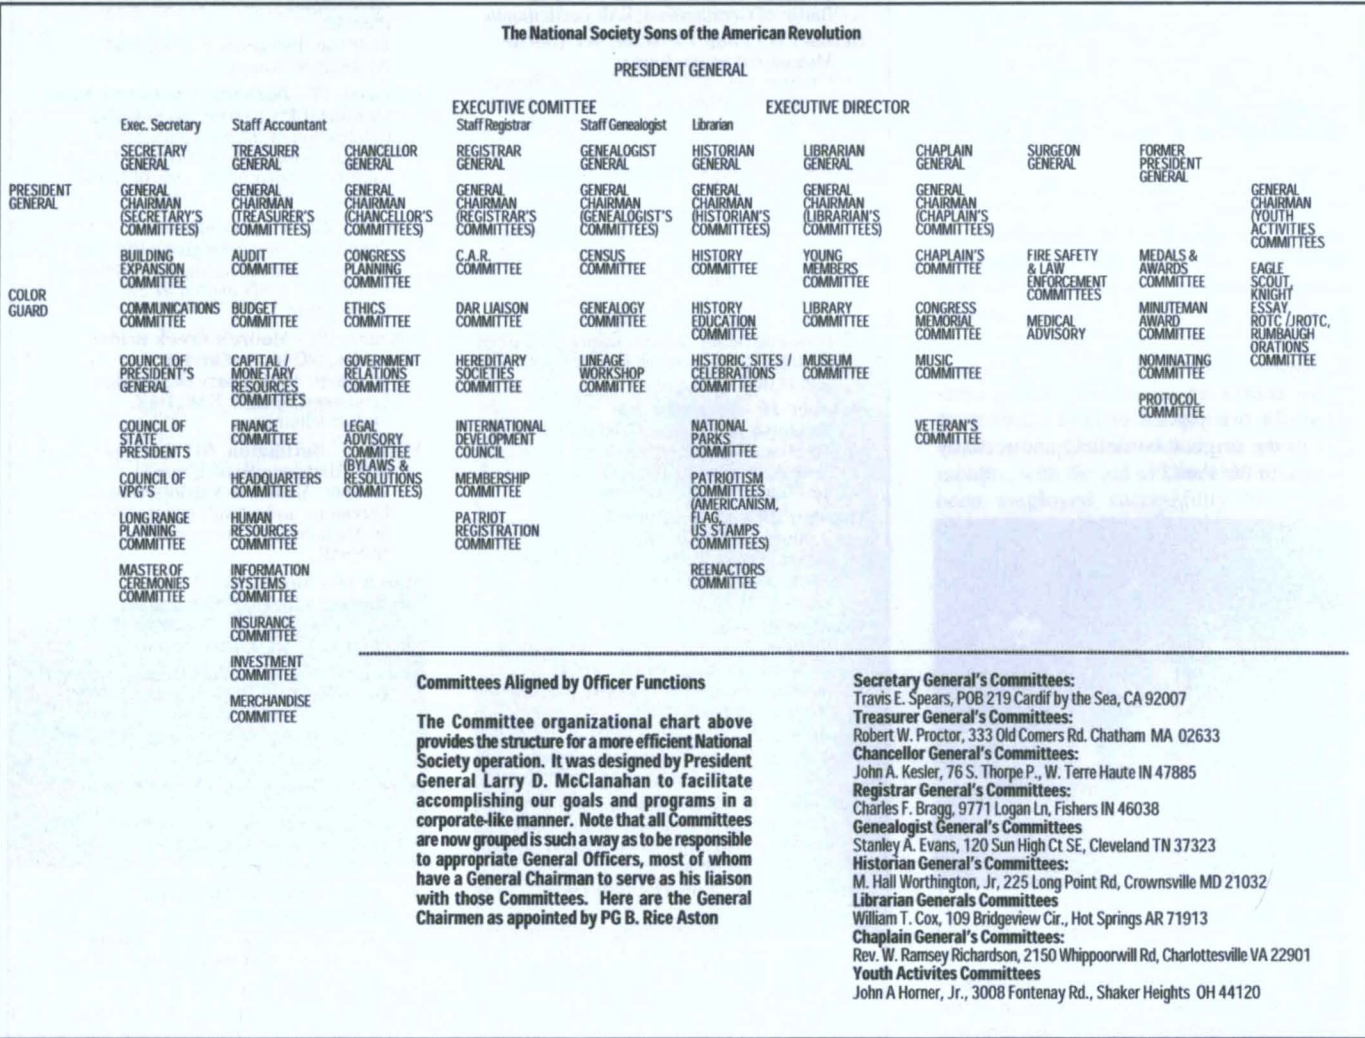 The National Society Sons of the American Revolution
PRESIDENT GENERAL
EXECUTIVE COMITTEE
EXECUTIVE DIRECTOR
PRESIDENT
GENERAL
COLOR
GUARD
Exec. Secretary
SECRETARY
GENERAL
GENERAL
CHAIRMAN
(SECRETARY'S
COMMITTEES)
BUILDING
EXPANSION
COMMITTEE
COMMUNICATIONS
COMMITTEE
COUNCIL OF
PRESIDENT'S
GENERAL
COUNCIL OF
STATE
PRESIDENTS
COUNCIL OF
VPG'S
LONG RANGE
PLANNING
COMMITTEE
MASTER OF
CEREMONIES
COMMITTEE
Staff Accountant
TREASURER
GENERAL
GENERAL
CHAIRMAN
(TREASURER'S
COMMITTEES)
AUDIT
COMMITTEE
BUDGET
COMMITTEE
CAPITAL /
MONETARY
RESOURCES
COMMITTEES
FINANCE
COMMITTEE
HEADQUARTERS
COMMITTEE
HUMAN
RESOURCES
COMMITTEE
INFORMATION
SYSTEMS
COMMITTEE
INSURANCE
COMMITTEE
INVESTMENT
COMMITTEE
MERCHANDISE
COMMITTEE
CHANCELLOR
GENERAL
GENERAL
CHAIRMAN
(CHANCELLOR'S
COMMITTEES)
CONGRESS
PLANNING
COMMITTEE
ETHICS
COMMITTEE
GOVERNMENT
RELATIONS
COMMITTEE
LEGAL
ADVISORY
COMMITTEE
(BYLAWS &
RESOLUTIONS
COMMITTEES)
Staff Registrar
REGISTRAR
GENERAL
GENERAL
CHAIRMAN
(REGISTRAR'S
COMMITTEES)
C.A.R.
COMMITTEE
DAR LIAISON
COMMITTEE
HEREDITARY
SOCIETIES
COMMITTEE
INTERNATIONAL
DEVELOPMENT
COUNCIL
MEMBERSHIP
COMMITTEE
PATRIOT
REGISTRATION
COMMITTEE
Staff Genealogist
GENEALOGIST
GENERAL
GENERAL
CHAIRMAN
(GENEALOGIST'S
COMMITTEES)
CENSUS
COMMITTEE
GENEALOGY
COMMITTEE
LINEAGE
WORKSHOP
COMMITTEE
Librarian
HISTORIAN
GENERAL
GENERAL
CHAIRMAN
(HISTORIAN'S
COMMITTEES)
HISTORY
COMMITTEE
HISTORY
EDUCATION
COMMITTEE
HISTORIC SITES /
CELEBRATIONS
COMMITTEE
NATIONAL
PARKS
COMMITTEE
PATRIOTISM
COMMITTEES
(AMERICANISM,
FLAG,
US STAMPS
COMMITTEES)
REENACTORS
COMMITTEE
LIBRARIAN
GENERAL
GENERAL
CHAIRMAN
(LIBRARIAN'S
COMMITTEES)
YOUNG
MEMBERS
COMMITTEE
LIBRARY
COMMITTEE
MUSEUM
COMMITTEE
CHAPLAIN
GENERAL
GENERAL
CHAIRMAN
(CHAPLAIN'S
COMMITTEES)
CHAPLAIN'S
COMMITTEE
CONGRESS
MEMORIAL
COMMITTEE
MUSIC
COMMITTEE
VETERAN'S
COMMITTEE
SURGEON
GENERAL
FIRE SAFETY
& LAW
ENFORCEMENT
COMMITTEES
MEDICAL
ADVISORY
FORMER
PRESIDENT
GENERAL
MEDALS &
AWARDS
COMMITTEE
MINUTEMAN
AWARD
COMMITTEE
NOMINATING
COMMITTEE
PROTOCOL
COMMITTEE
GENERAL
CHAIRMAN
(YOUTH
ACTIVITIES
COMMITTEES
EAGLE
SCOUT,
KNIGHT
ESSAY,
ROTC /JROTC,
RUMBAUGH
ORATIONS
COMMITTEE
Committees Aligned by Officer Functions
The Committee organizational chart above
provides the structure for a more efficient National
Society operation. It was designed by President
General Larry D. McClanahan to facilitate
accomplishing our goals and programs in a
corporate-like manner. Note that all Committees
are now grouped is such a way as to be responsible
to appropriate General Officers, most of whom
have a General Chairman to serve as his liaison
with those Committees. Here are the General
Chairmen as appointed by PG B. Rice Aston
Secretary General's Committees:
Travis E. Spears, POB 219 Cardif by the Sea, CA 92007
Treasurer General's Committees:
Robert W. Proctor, 333 Old Comers Rd. Chatham MA 02633
Chancellor General's Committees:
John A. Kesler, 76 S. Thorpe P., W. Terre Haute IN 47885
Registrar General's Committees:
Charles F. Bragg, 9771 Logan Ln, Fishers IN 46038
Genealogist General's Committees
Stanley A. Evans, 120 Sun High Ct SE, Cleveland TN 37323
Historian General's Committees:
M. Hall Worthington, Jr, 225 Long Point Rd, Crownsville MD 21032
Librarian Generals Committees
William T. Cox, 109 Bridgeview Cir., Hot Springs AR 71913
Chaplain General's Committees:
Rev. W. Ramsey Richardson, 2150 Whippoorwill Rd, Charlottesville VA 22901
Youth Activites Committees
John A Horner, Jr., 3008 Fontenay Rd., Shaker Heights OH 44120